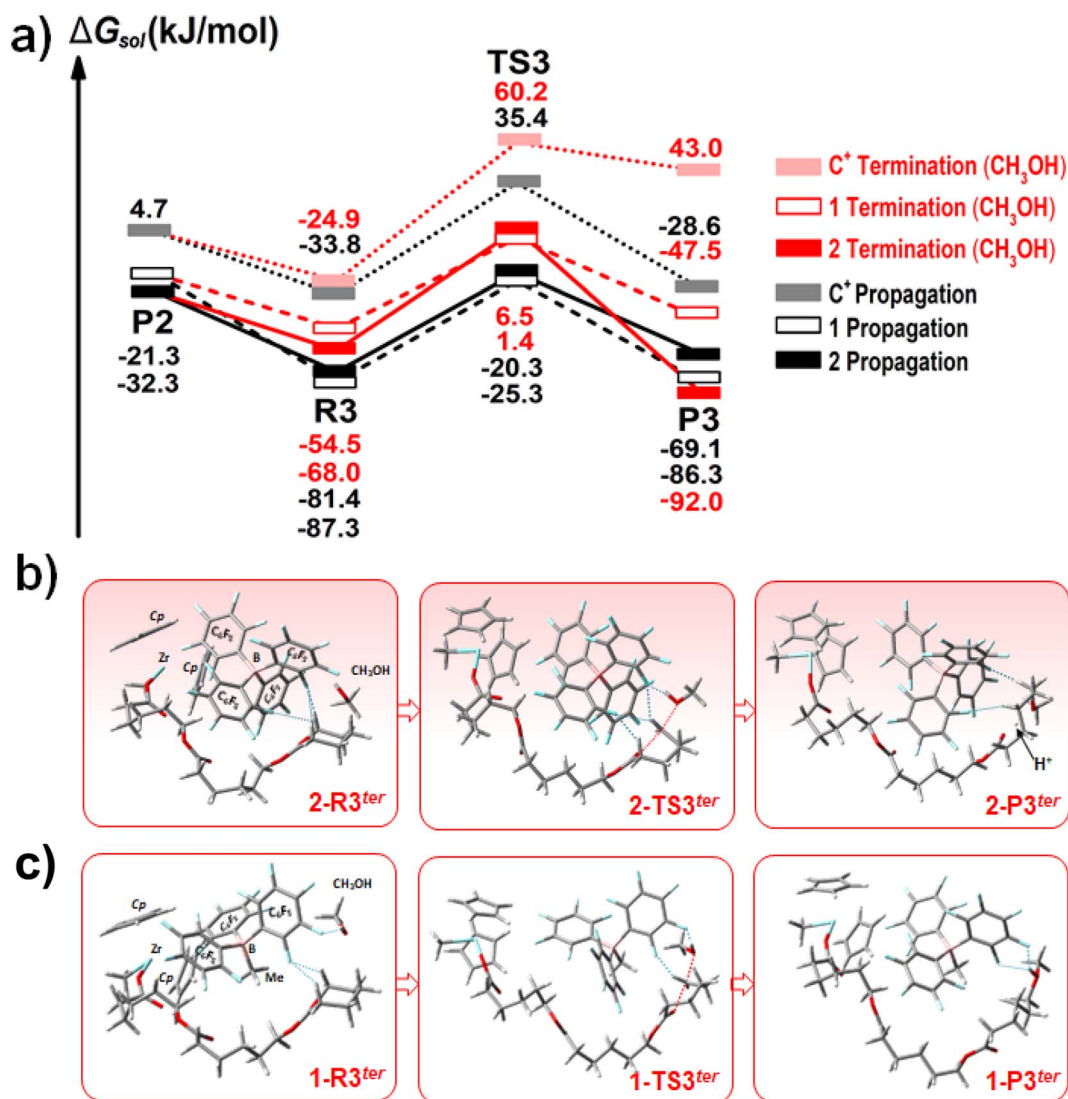 a) ΔG_sol (kJ/mol)
TS3
60.2
35.4
43.0
4.7
-24.9
-33.8
-28.6
-47.5
P2
-21.3
-32.3
R3
-54.5
-68.0
-81.4
-87.3
6.5
1.4
-20.3
-25.3
P3
-69.1
-86.3
-92.0
C⁺ Termination (CH₃OH)
1 Termination (CH₃OH)
2 Termination (CH₃OH)
C⁺ Propagation
1 Propagation
2 Propagation
b)
Cp
C₆F₅
Zr
Cp
B
C₆F₅
C₆F₅
C₆F₅
CH₃OH
2-R3ᵗᵉʳ
2-TS3ᵗᵉʳ
H⁺
2-P3ᵗᵉʳ
c)
Cp
C₆F₅
C₆F₅
CH₃OH
Zr
C₆F₅
B
Cp
Me
1-R3ᵗᵉʳ
1-TS3ᵗᵉʳ
1-P3ᵗᵉʳ